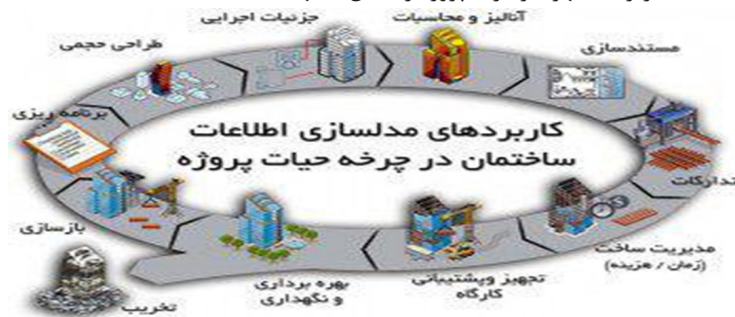 کاربردهای مدلسازی اطلاعات
ساختمان در چرخه حیات پروژه
برنامه ریزی
طراحی حجمی
جزئیات اجرایی
آنالیز و محاسبات
مستندسازی
تدارکات
مدیریت ساخت
(زمان / هزینه)
تجهیز وپشتیبانی
کارگاه
بهره برداری
و نگهداری
بازسازی
تخریب